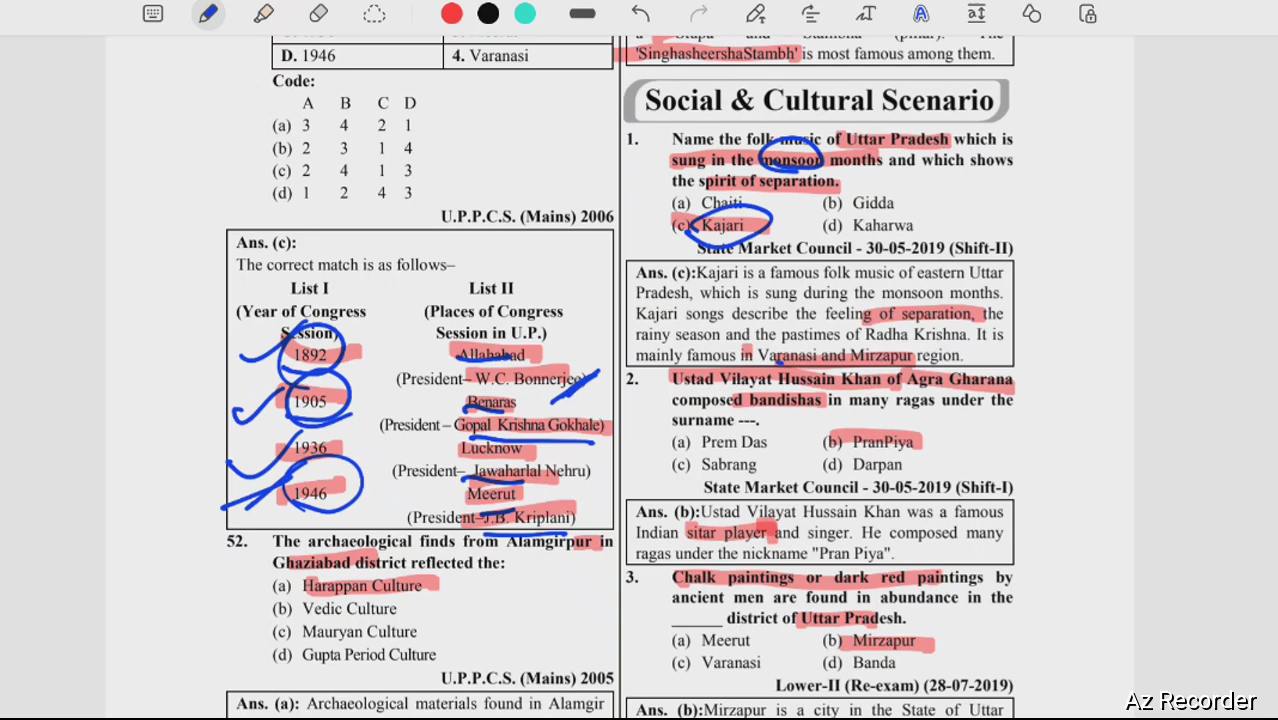 D. 1946 4. Varanasi
Code:
A B C D
(a) 3 4 2 1
(b) 2 3 1 4
(c) 2 4 1 3
(d) 1 2 4 3
U.P.P.C.S. (Mains) 2006
Ans. (c):
The correct match is as follows–
List I List II
(Year of Congress (Places of Congress
Session) Session in U.P.)
1892 Allahabad
(President– W.C. Bonnerjee)
1905 Benaras
(President – Gopal Krishna Gokhale)
1936 Lucknow
(President– Jawaharlal Nehru)
1946 Meerut
(President–J.B. Kriplani)
52. The archaeological finds from Alamgirpur in
Ghaziabad district reflected the:
(a) Harappan Culture
(b) Vedic Culture
(c) Mauryan Culture
(d) Gupta Period Culture
U.P.P.C.S. (Mains) 2005
Ans. (a): Archaeological materials found in Alamgir
'SinghasheershaStambh' is most famous among them.
Social & Cultural Scenario
1. Name the folk music of Uttar Pradesh which is
sung in the monsoon months and which shows
the spirit of separation.
(a) Chaiti (b) Gidda
(c) Kajari (d) Kaharwa
State Market Council - 30-05-2019 (Shift-II)
Ans. (c):Kajari is a famous folk music of eastern Uttar
Pradesh, which is sung during the monsoon months.
Kajari songs describe the feeling of separation, the
rainy season and the pastimes of Radha Krishna. It is
mainly famous in Varanasi and Mirzapur region.
2. Ustad Vilayat Hussain Khan of Agra Gharana
composed bandishas in many ragas under the
surname ---.
(a) Prem Das (b) PranPiya
(c) Sabrang (d) Darpan
State Market Council - 30-05-2019 (Shift-I)
Ans. (b):Ustad Vilayat Hussain Khan was a famous
Indian sitar player and singer. He composed many
ragas under the nickname "Pran Piya".
3. Chalk paintings or dark red paintings by
ancient men are found in abundance in the
______ district of Uttar Pradesh.
(a) Meerut (b) Mirzapur
(c) Varanasi (d) Banda
Lower-II (Re-exam) (28-07-2019)
Ans. (b):Mirzapur is a city in the State of Uttar
Az Recorder